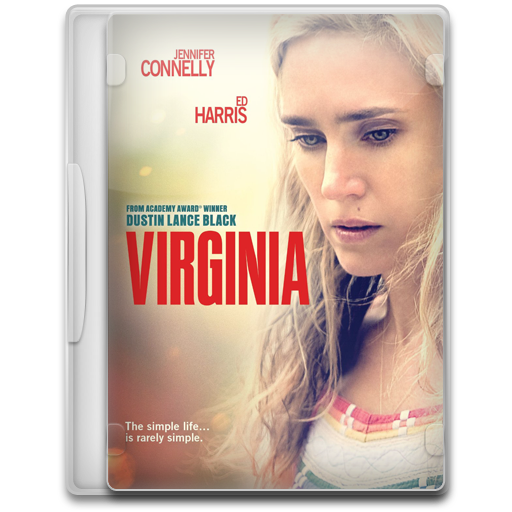 JENNIFER
CONNELLY
ED
HARRIS
FROM ACADEMY AWARD® WINNER
DUSTIN LANCE BLACK
VIRGINIA
The simple life...
is rarely simple.